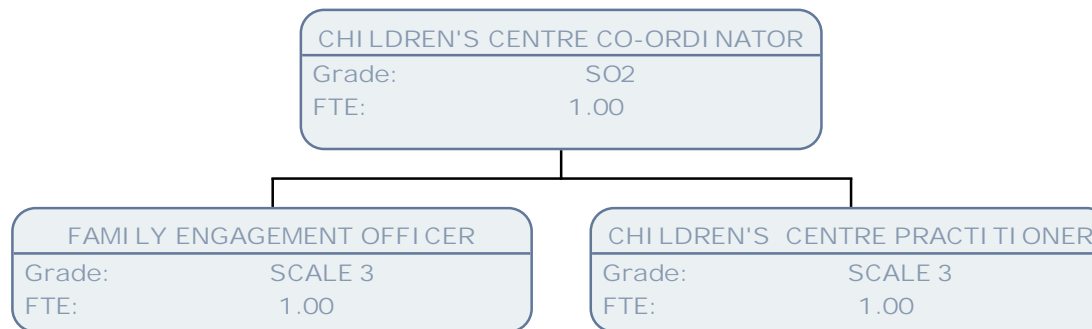 CHILDREN'S CENTRE CO-ORDINATOR
Grade: SO2
FTE: 1.00
FAMILY ENGAGEMENT OFFICER
Grade: SCALE 3
FTE: 1.00
CHILDREN'S CENTRE PRACTITIONER
Grade: SCALE 3
FTE: 1.00